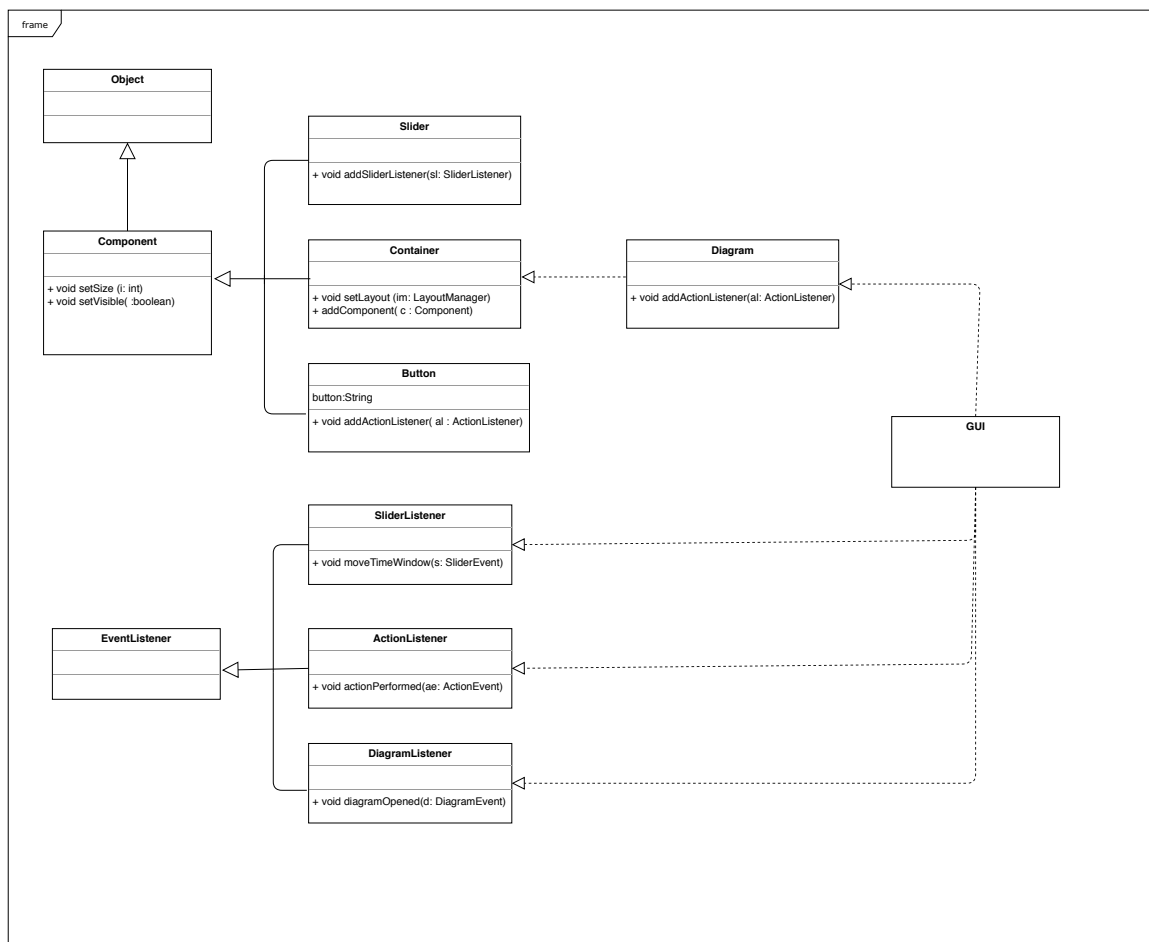 frame
Object
Component
+ void setSize (i: int)
+ void setVisible( :boolean)
Slider
+ void addSliderListener(sl: SliderListener)
Container
+ void setLayout (im: LayoutManager)
+ addComponent( c : Component)
Diagram
+ void addActionListener(al: ActionListener)
Button
button:String
+ void addActionListener( al : ActionListener)
GUI
SliderListener
+ void moveTimeWindow(s: SliderEvent)
EventListener
ActionListener
+ void actionPerformed(ae: ActionEvent)
DiagramListener
+ void diagramOpened(d: DiagramEvent)